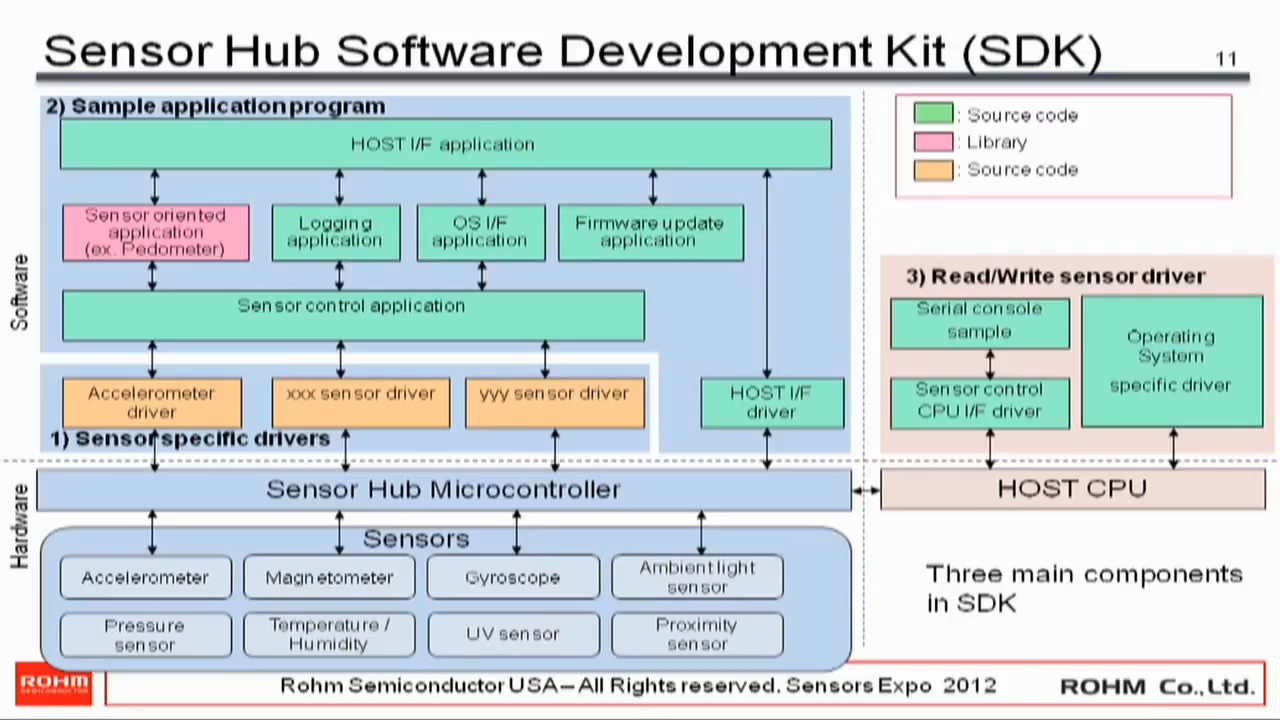 Sensor Hub Software Development Kit (SDK)
11
2) Sample application program
HOST I/F application
Sensor oriented
application
(ex. Pedometer)
Logging
application
OS I/F
application
Firmware update
application
Sensor control application
Accelerometer
driver
xxx sensor driver
yyy sensor driver
HOST I/F
driver
1) Sensor specific drivers
Software
: Source code
: Library
: Source code
3) Read/Write sensor driver
Serial console
sample
Operating
System
specific driver
Sensor control
CPU I/F driver
Sensor Hub Microcontroller
HOST CPU
Hardware
Sensors
Accelerometer
Magnetometer
Gyroscope
Ambient light
sensor
Pressure
sensor
Temperature /
Humidity
UV sensor
Proximity
sensor
Three main components
in SDK
ROHM
SEMICONDUCTOR
Rohm Semiconductor USA – All Rights reserved. Sensors Expo 2012
ROHM Co.,Ltd.